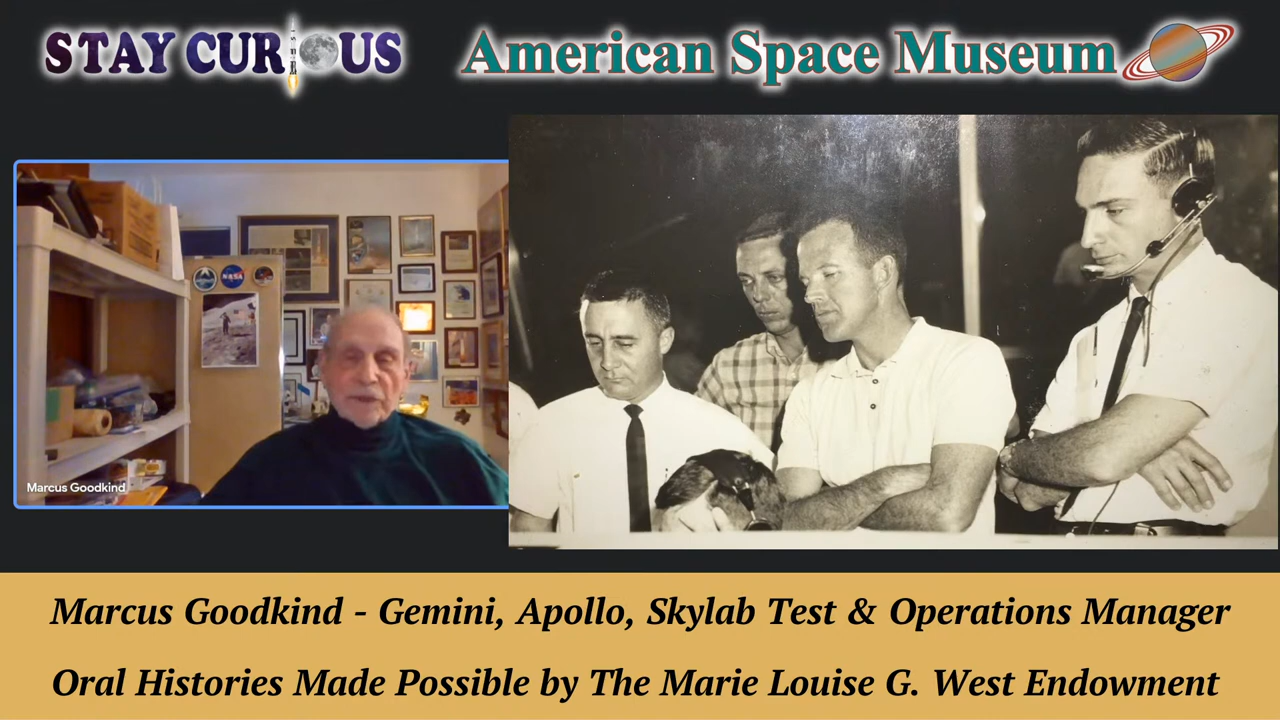 STAY CURIOUS
American Space Museum
NASA
Marcus Goodkind
Marcus Goodkind - Gemini, Apollo, Skylab Test & Operations Manager
Oral Histories Made Possible by The Marie Louise G. West Endowment